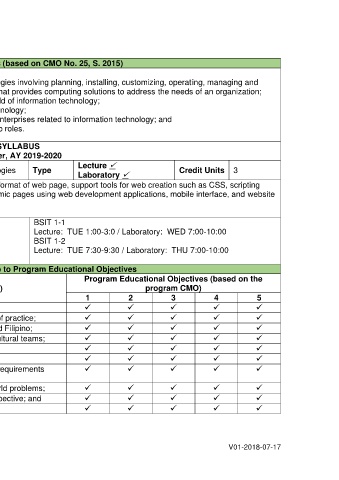 (based on CMO No. 25, S. 2015)
gies involving planning, installing, customizing, operating, managing and
hat provides computing solutions to address the needs of an organization;
ld of information technology;
nology;
nterprises related to information technology; and
b roles.
SYLLABUS
er, AY 2019-2020
ogies Type Lecture ✓ Credit Units 3
Laboratory ✓
format of web page, support tools for web creation such as CSS, scripting
mic pages using web development applications, mobile interface, and website
BSIT 1-1
Lecture: TUE 1:00-3:0 / Laboratory: WED 7:00-10:00
BSIT 1-2
Lecture: TUE 7:30-9:30 / Laboratory: THU 7:00-10:00
to Program Educational Objectives
) Program Educational Objectives (based on the
program CMO)
1 2 3 4 5
✓ ✓ ✓ ✓ ✓
of practice; ✓ ✓ ✓ ✓ ✓
d Filipino; ✓ ✓ ✓ ✓ ✓
ultural teams; ✓ ✓ ✓ ✓ ✓
✓ ✓ ✓ ✓ ✓
✓ ✓ ✓ ✓ ✓
equirements ✓ ✓ ✓ ✓ ✓
rld problems; ✓ ✓ ✓ ✓ ✓
pective; and ✓ ✓ ✓ ✓ ✓
✓ ✓ ✓ ✓ ✓
V01-2018-07-17